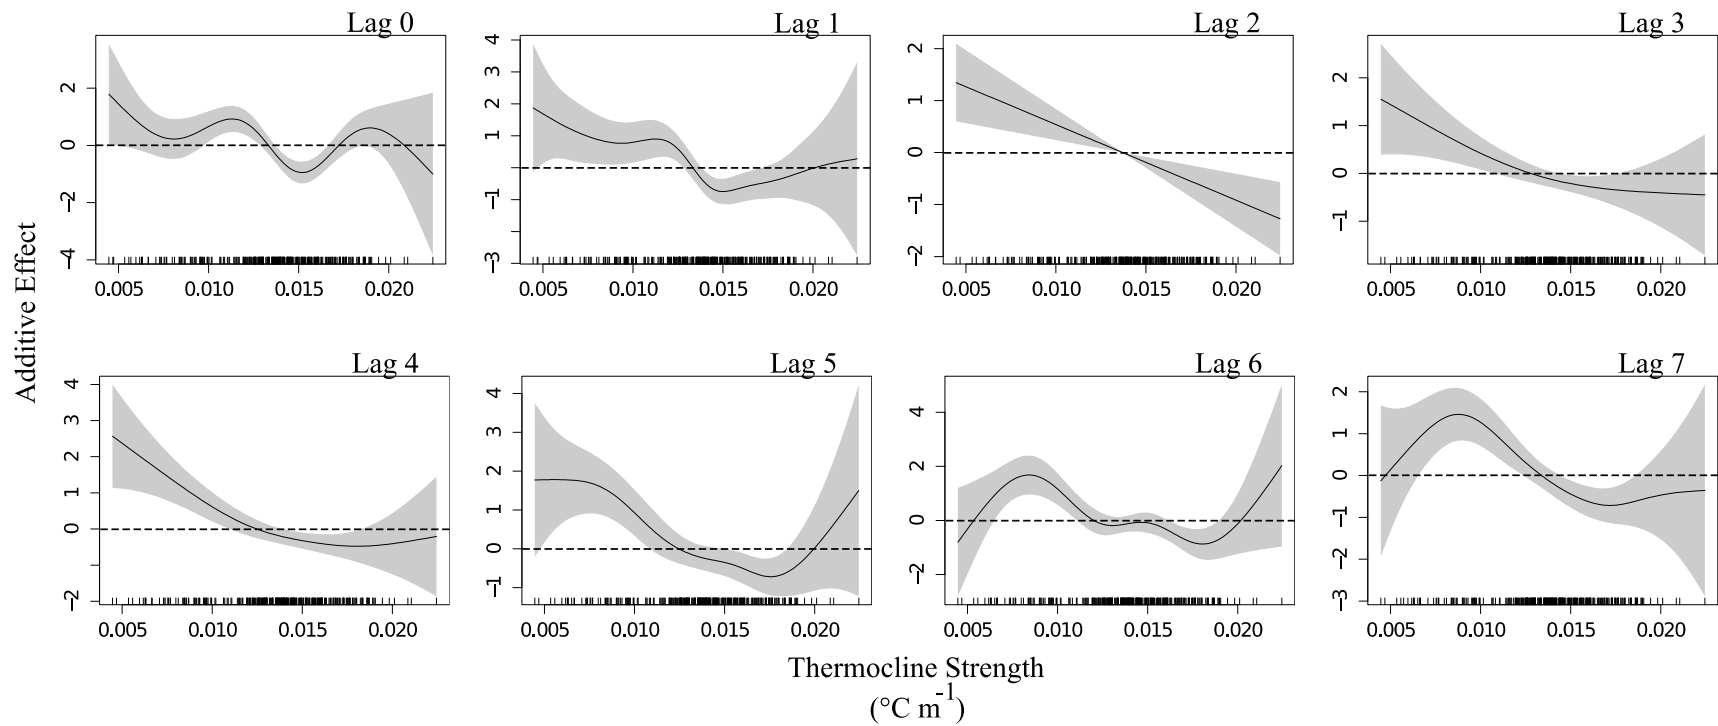 Lag 0
Lag 1
Lag 2
Lag 3
2
0
−2
−4
4
3
2
1
−1
−3
2
1
0
−1
−2
2
1
0
−1
0.005 0.010 0.015 0.020
0.005 0.010 0.015 0.020
0.005 0.010 0.015 0.020
0.005 0.010 0.015 0.020
Additive Effect
Lag 4
Lag 5
Lag 6
Lag 7
4
3
2
1
0
−2
4
3
2
1
0
−1
4
2
0
−2
2
1
0
−1
−2
−3
0.005 0.010 0.015 0.020
0.005 0.010 0.015 0.020
0.005 0.010 0.015 0.020
0.005 0.010 0.015 0.020
Thermocline Strength
(°C m⁻¹)